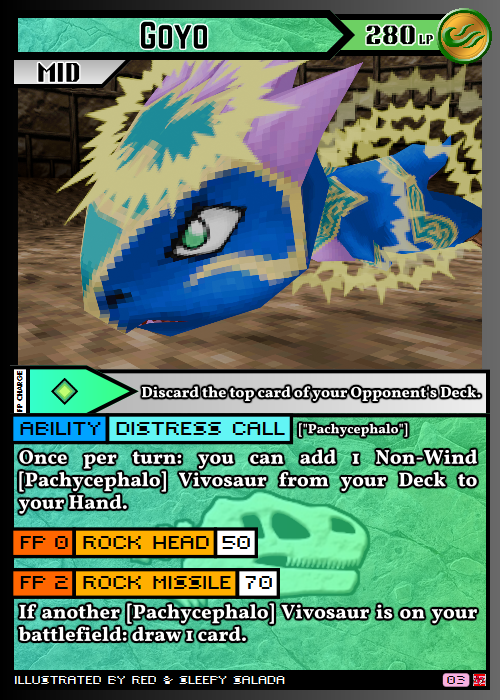 Goyo
280 LP
MID
FP CHARGE
Discard the top card of your Opponent's Deck.
ABILITY DISTRESS CALL ["Pachycephalo"]
Once per turn: you can add 1 Non-Wind
[Pachycephalo] Vivosaur from your Deck to
your Hand.
FP 0 ROCK HEAD 50
FP 2 ROCK MISSILE 70
If another [Pachycephalo] Vivosaur is on your
battlefield: draw 1 card.
ILLUSTRATED BY RED & SLEEPY SALADA
03